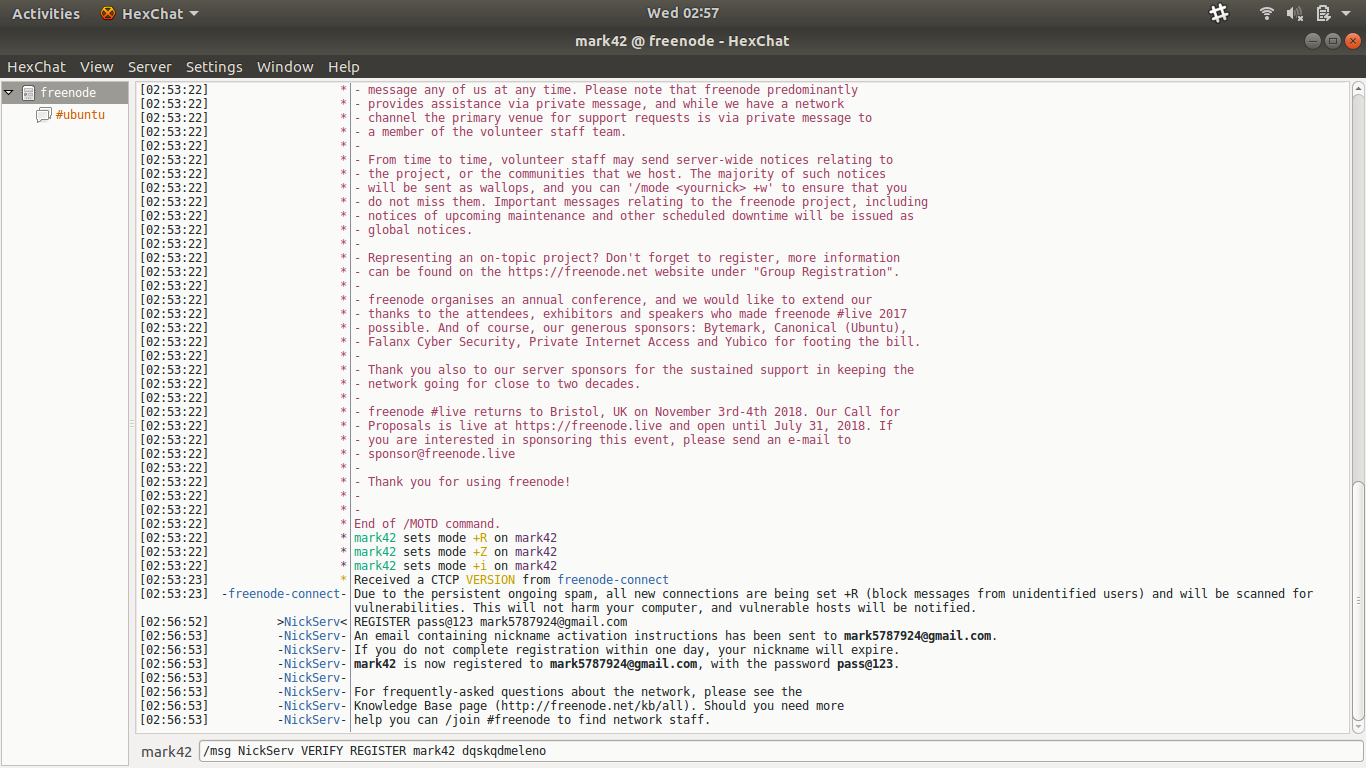 Activities HexChat Wed 02:57
mark42 @ freenode - HexChat
HexChat View Server Settings Window Help
freenode
#ubuntu
[02:53:22] * - message any of us at any time. Please note that freenode predominantly
[02:53:22] * - provides assistance via private message, and while we have a network
[02:53:22] * - channel the primary venue for support requests is via private message to
[02:53:22] * - a member of the volunteer staff team.
[02:53:22] * -
[02:53:22] * - From time to time, volunteer staff may send server-wide notices relating to
[02:53:22] * - the project, or the communities that we host. The majority of such notices
[02:53:22] * - will be sent as wallops, and you can '/mode <yournick> +w' to ensure that you
[02:53:22] * - do not miss them. Important messages relating to the freenode project, including
[02:53:22] * - notices of upcoming maintenance and other scheduled downtime will be issued as
[02:53:22] * - global notices.
[02:53:22] * -
[02:53:22] * - Representing an on-topic project? Don't forget to register, more information
[02:53:22] * - can be found on the https://freenode.net website under "Group Registration".
[02:53:22] * -
[02:53:22] * - freenode organises an annual conference, and we would like to extend our
[02:53:22] * - thanks to the attendees, exhibitors and speakers who made freenode #live 2017
[02:53:22] * - possible. And of course, our generous sponsors: Bytemark, Canonical (Ubuntu),
[02:53:22] * - Falanx Cyber Security, Private Internet Access and Yubico for footing the bill.
[02:53:22] * -
[02:53:22] * - Thank you also to our server sponsors for the sustained support in keeping the
[02:53:22] * - network going for close to two decades.
[02:53:22] * -
[02:53:22] * - freenode #live returns to Bristol, UK on November 3rd-4th 2018. Our Call for
[02:53:22] * - Proposals is live at https://freenode.live and open until July 31, 2018. If
[02:53:22] * - you are interested in sponsoring this event, please send an e-mail to
[02:53:22] * - sponsor@freenode.live
[02:53:22] * -
[02:53:22] * - Thank you for using freenode!
[02:53:22] * -
[02:53:22] * -
[02:53:22] * End of /MOTD command.
[02:53:22] * mark42 sets mode +R on mark42
[02:53:22] * mark42 sets mode +Z on mark42
[02:53:22] * mark42 sets mode +i on mark42
[02:53:23] * Received a CTCP VERSION from freenode-connect
[02:53:23] -freenode-connect- Due to the persistent ongoing spam, all new connections are being set +R (block messages from unidentified users) and will be scanned for
vulnerabilities. This will not harm your computer, and vulnerable hosts will be notified.
[02:56:52] >NickServ< REGISTER pass@123 mark5787924@gmail.com
[02:56:53] -NickServ- An email containing nickname activation instructions has been sent to mark5787924@gmail.com.
[02:56:53] -NickServ- If you do not complete registration within one day, your nickname will expire.
[02:56:53] -NickServ- mark42 is now registered to mark5787924@gmail.com, with the password pass@123.
[02:56:53] -NickServ-
[02:56:53] -NickServ- For frequently-asked questions about the network, please see the
[02:56:53] -NickServ- Knowledge Base page (http://freenode.net/kb/all). Should you need more
[02:56:53] -NickServ- help you can /join #freenode to find network staff.
mark42 /msg NickServ VERIFY REGISTER mark42 dqskqdmeleno